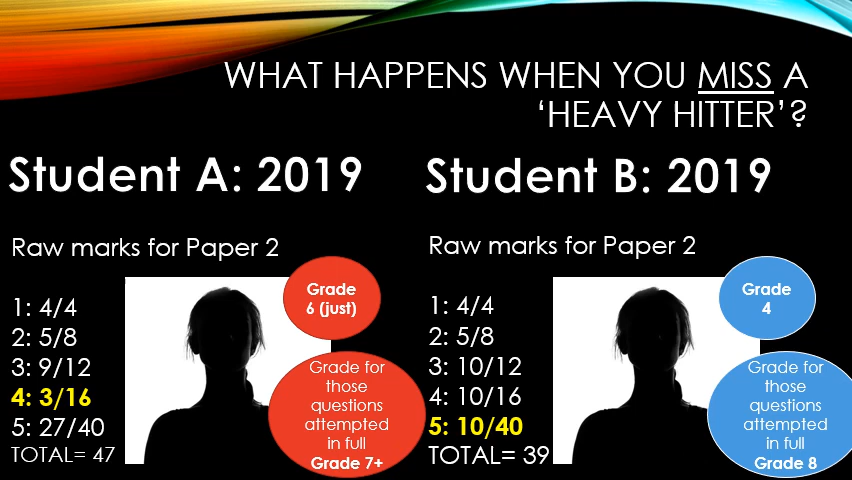 WHAT HAPPENS WHEN YOU MISS A
‘HEAVY HITTER’?
Student A: 2019
Raw marks for Paper 2
1: 4/4
2: 5/8
3: 9/12
4: 3/16
5: 27/40
TOTAL= 47
Grade
6 (just)
Grade for
those
questions
attempted
in full
Grade 7+
Student B: 2019
Raw marks for Paper 2
1: 4/4
2: 5/8
3: 10/12
4: 10/16
5: 10/40
TOTAL= 39
Grade
4
Grade for
those
questions
attempted
in full
Grade 8